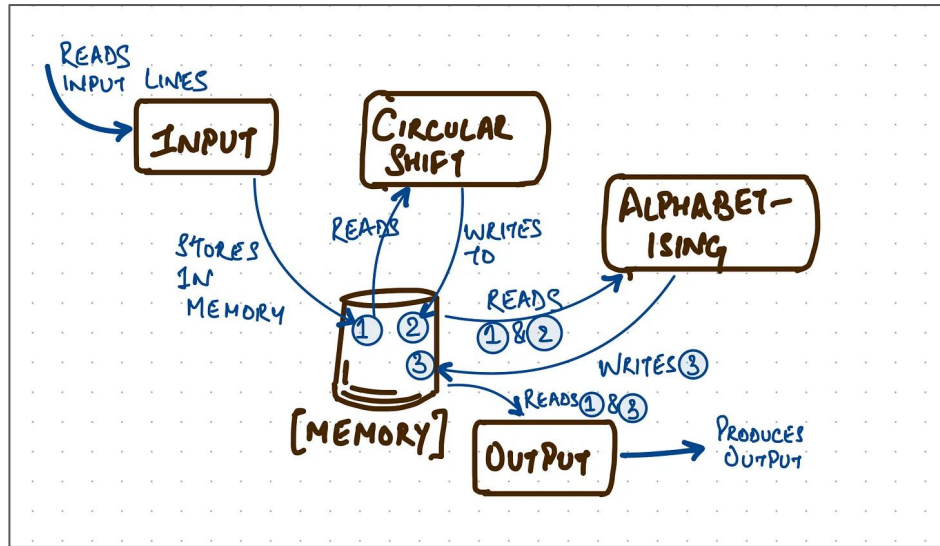 READS
INPUT LINES
INPUT
CIRCULAR
SHIFT
ALPHABET-
ISING
STORES
IN
MEMORY
READS
WRITES
TO
READS
1 & 2
1
2
3
WRITES 3
READS 1 & 3
[MEMORY]
OUTPUT
PRODUCES
OUTPUT